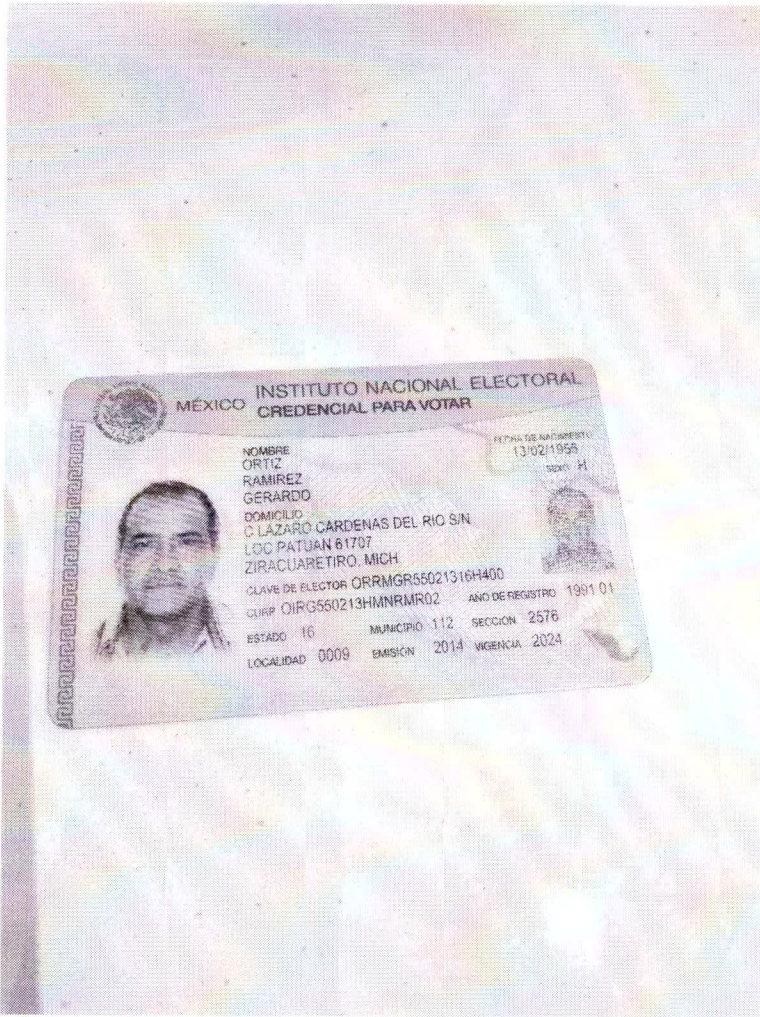 MÉXICO INSTITUTO NACIONAL ELECTORAL
CREDENCIAL PARA VOTAR
NOMBRE
ORTIZ
RAMIREZ
GERARDO
FECHA DE NACIMIENTO
13/02/1955
SEXO H
DOMICILIO
C LAZARO CARDENAS DEL RIO S/N
LOC PATUAN 61707
ZIRACUARETIRO, MICH.
CLAVE DE ELECTOR ORRMGR55021316H400
CURP OIRG550213HMNRMR02 AÑO DE REGISTRO 1991 01
ESTADO 16 MUNICIPIO 112 SECCIÓN 2576
LOCALIDAD 0009 EMISIÓN 2014 VIGENCIA 2024